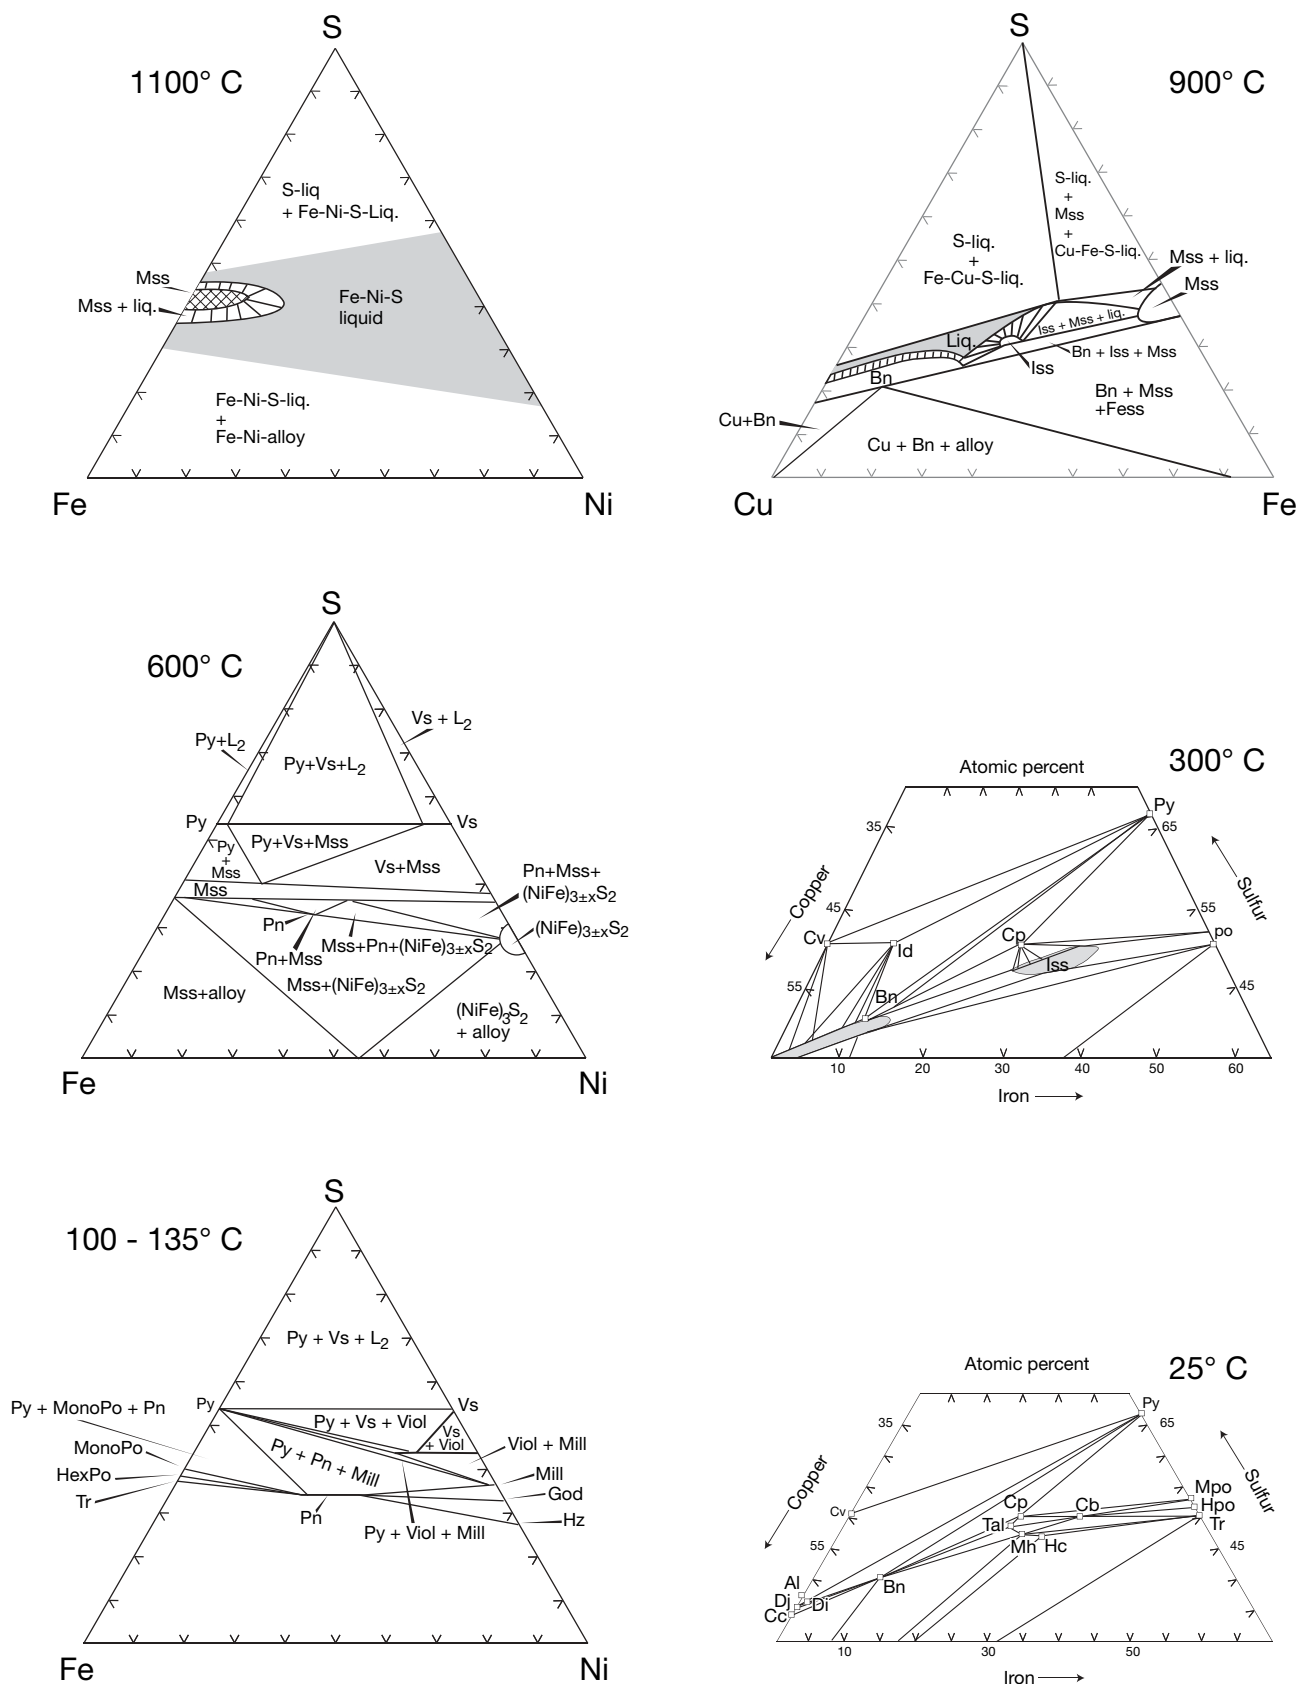 S
1100° C
S-liq
+ Fe-Ni-S-Liq.
Mss
Mss + liq.
Fe-Ni-S
liquid
Fe-Ni-S-liq.
+
Fe-Ni-alloy
Fe
Ni
S
900° C
S-liq.
+
Mss
+
Cu-Fe-S-liq.
S-liq.
+
Fe-Cu-S-liq.
Mss + liq.
Mss
Iss + Mss + liq.
Liq.
Bn + Iss + Mss
Iss
Bn
Bn + Mss
+Fess
Cu+Bn
Cu + Bn + alloy
Cu
Fe
S
600° C
Vs + L2
Py+L2
Py+Vs+L2
Py
Vs
Py
+
Mss
Py+Vs+Mss
Vs+Mss
Pn+Mss+
(NiFe)3±xS2
Mss
Pn
(NiFe)3±xS2
Pn+Mss
Mss+Pn+(NiFe)3±xS2
Mss+(NiFe)3±xS2
Mss+alloy
(NiFe)3S2
+ alloy
Fe
Ni
300° C
Atomic percent
Py
35
65
Copper
Sulfur
45
55
Cv
Id
Cp
po
Iss
55
45
Bn
10
20
30
40
50
60
Iron
S
100 - 135° C
Py + Vs + L2
Py
Vs
Py + MonoPo + Pn
Py + Vs + Viol
Vs
+ Viol
MonoPo
Py + Pn + Mill
Viol + Mill
HexPo
Mill
Tr
God
Pn
Hz
Py + Viol + Mill
Fe
Ni
25° C
Atomic percent
Py
35
65
Copper
Sulfur
Mpo
Cv
Cp
Cb
Hpo
Tal
Tr
Mh
Hc
55
45
Al
Bn
Dj
Di
Cc
10
30
50
Iron